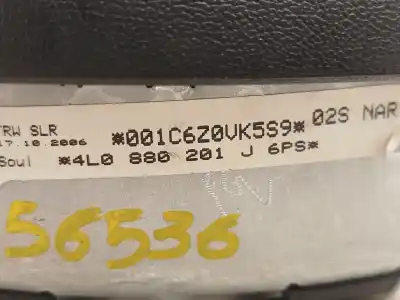 TRW SLR *001C6Z0VK5S9* 02S NAR
17.10.2006
Soul *4L0 880 201 J 6PS*
56536